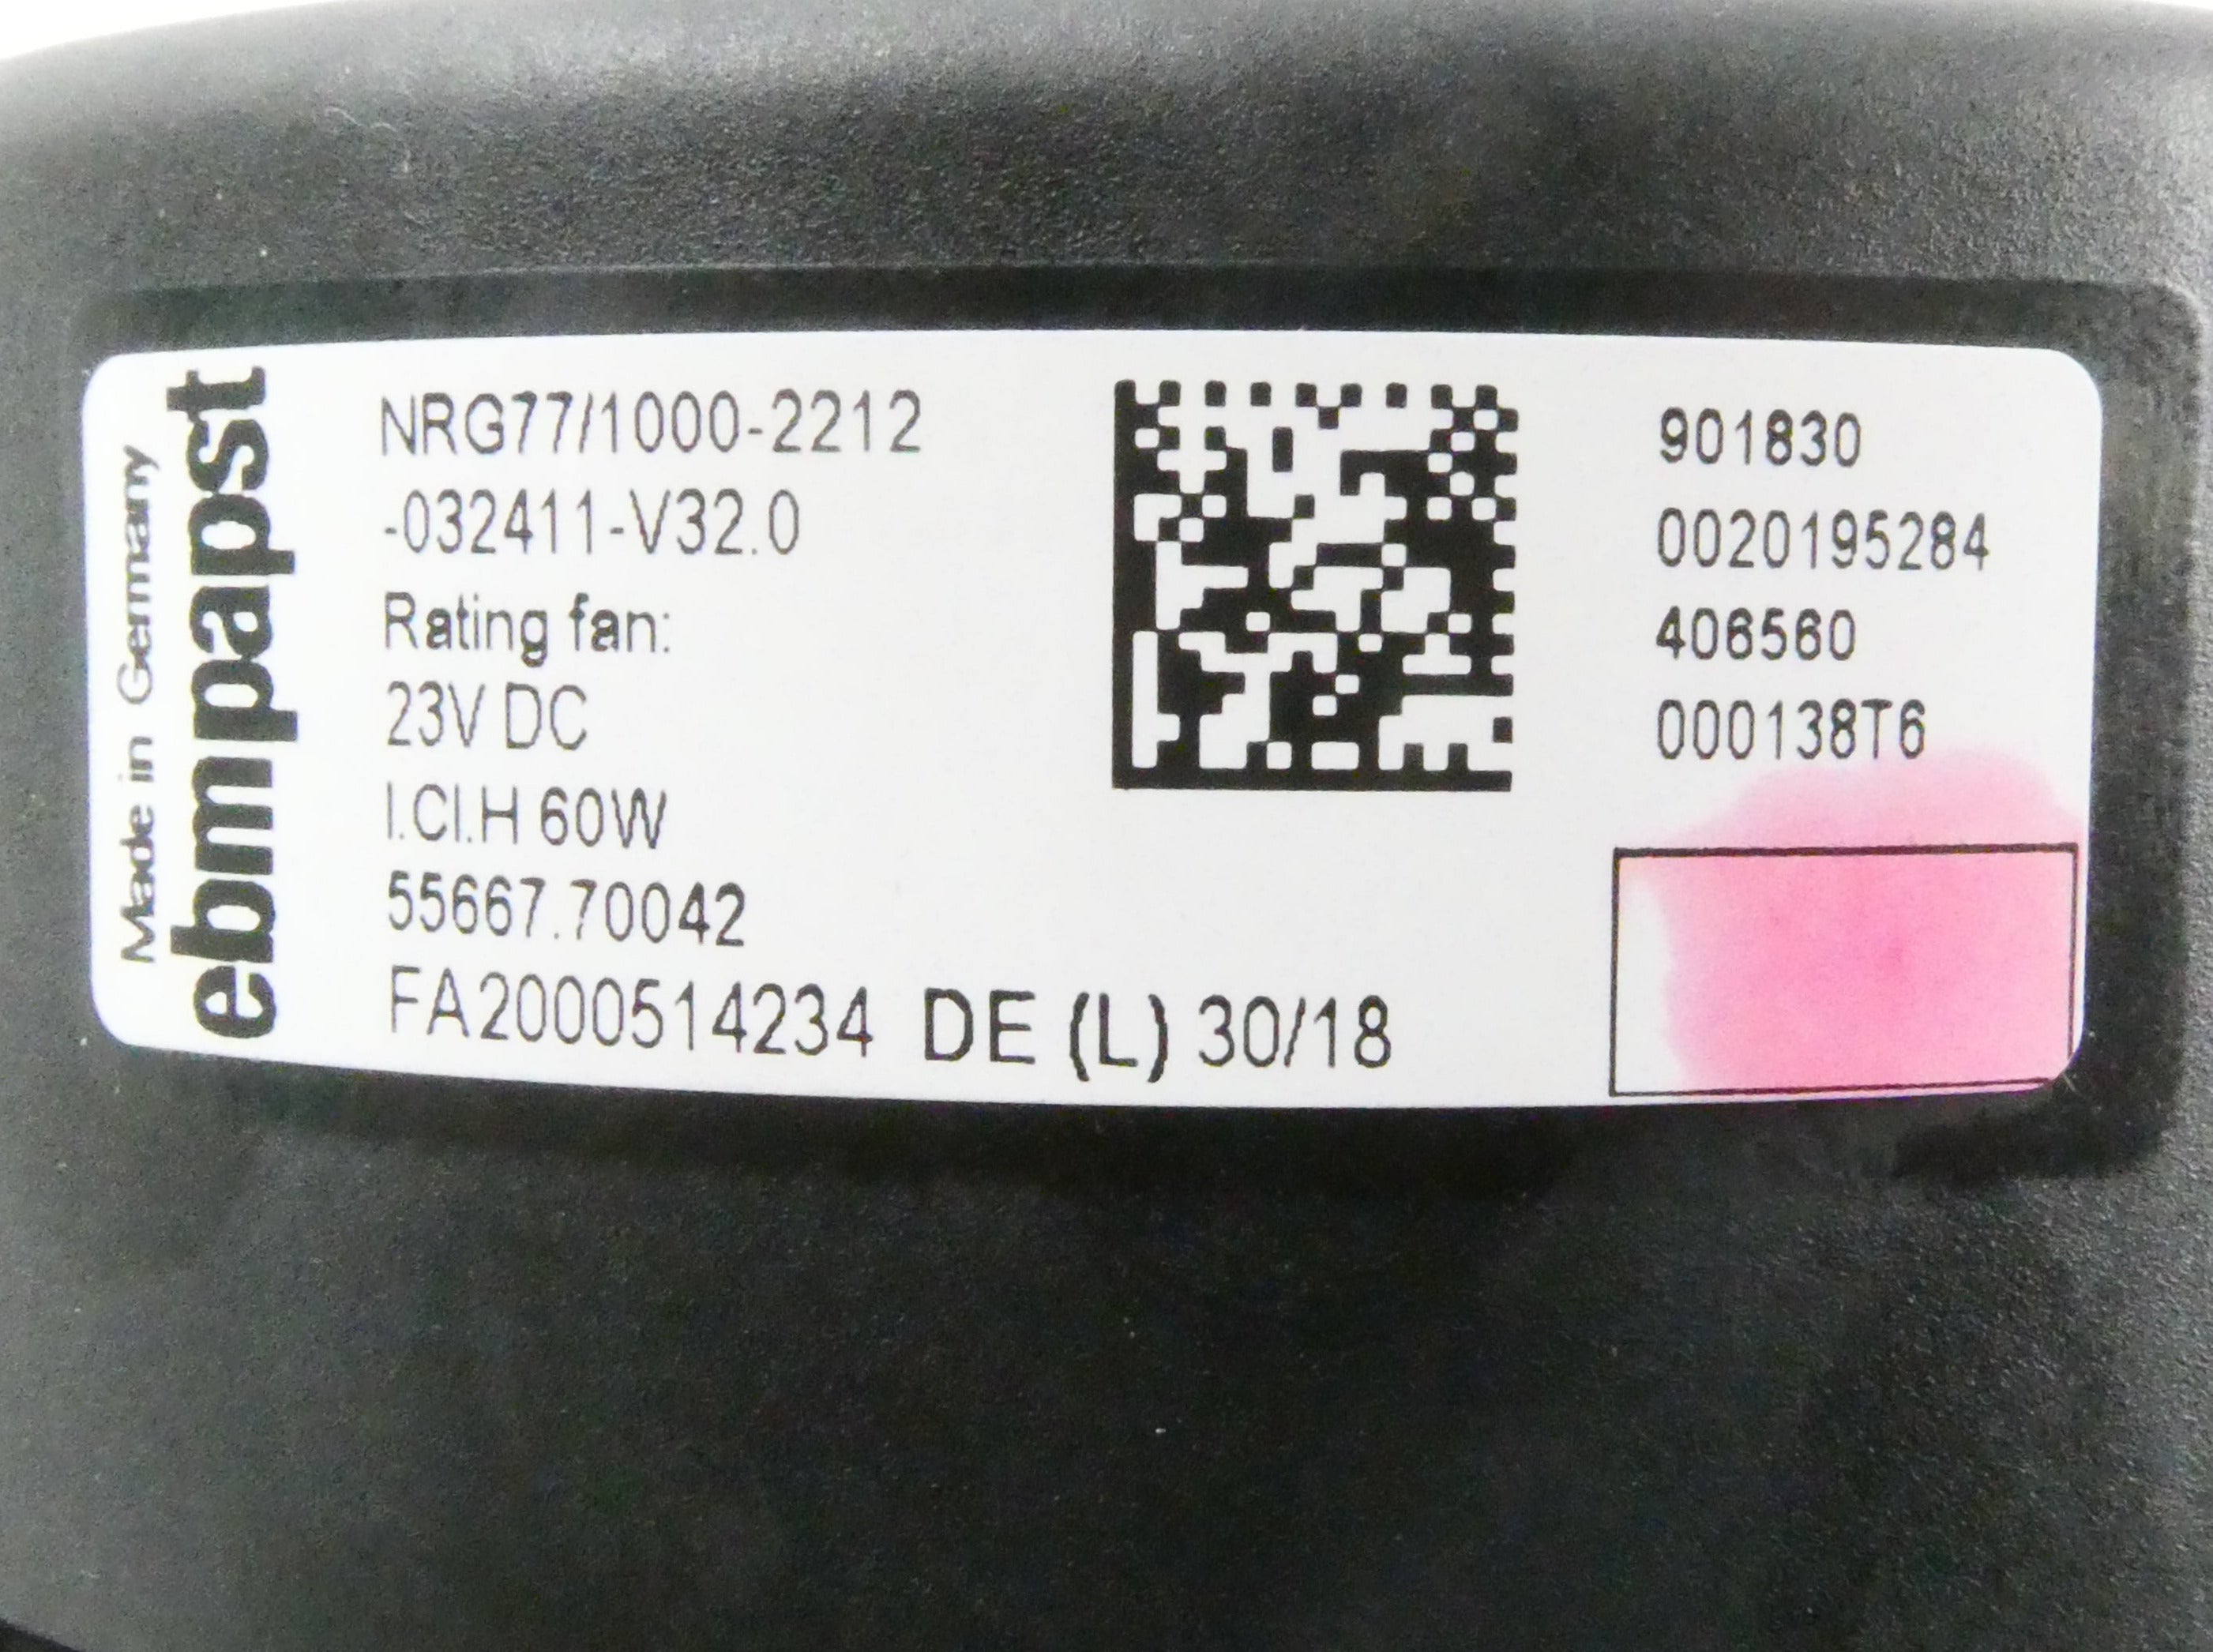 Made in Germany
ebmpapst
NRG77/1000-2212
-032411-V32.0
Rating fan:
23V DC
I.Cl.H 60W
55667.70042
FA2000514234 DE (L) 30/18
901830
0020195284
406560
000138T6